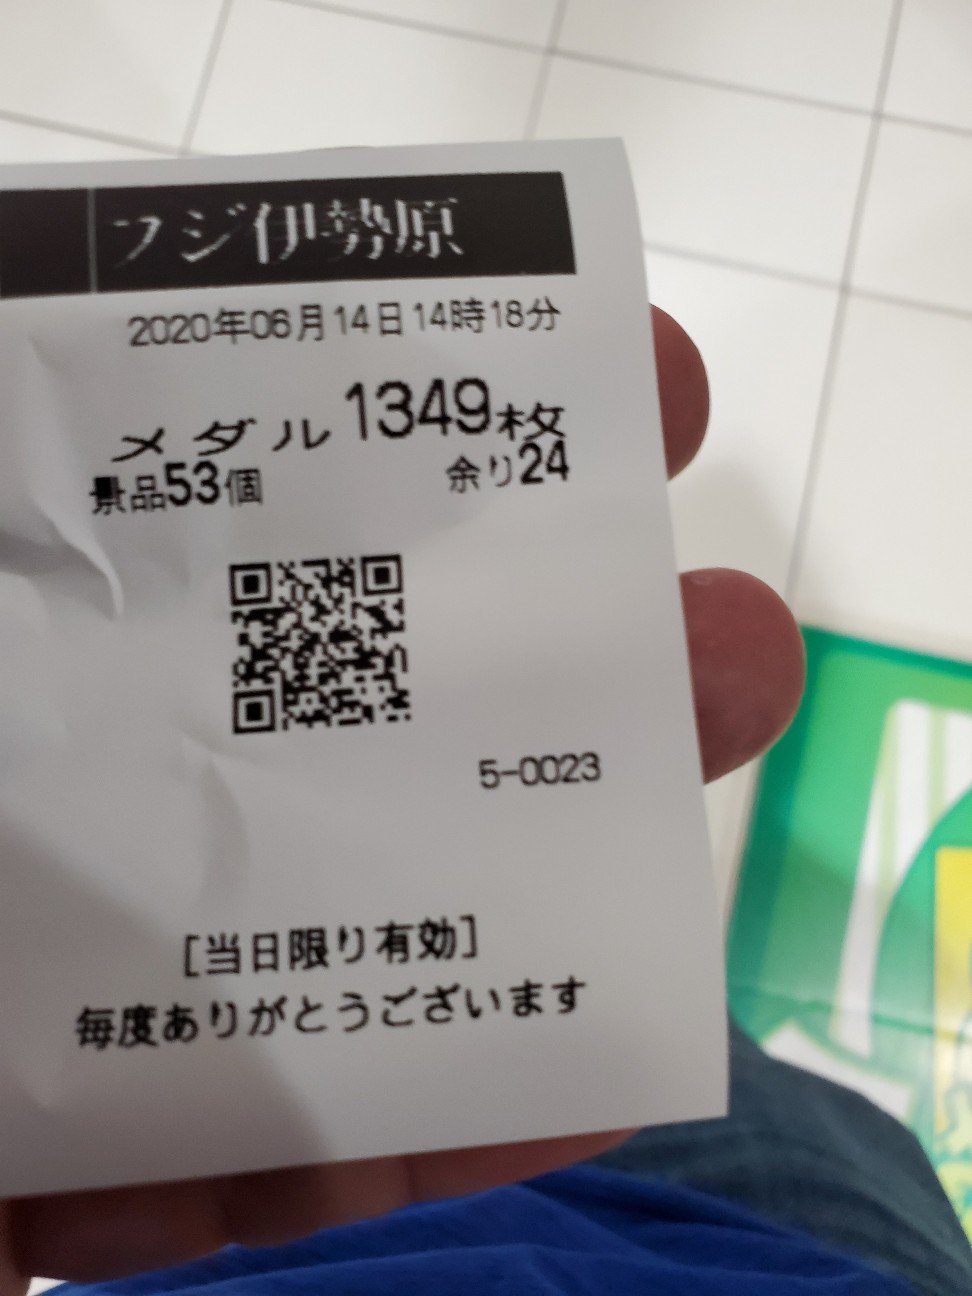 フジ伊勢原
2020年06月14日14時18分
メダル1349枚
景品53個 余り24
5-0023
[当日限り有効]
毎度ありがとうございます